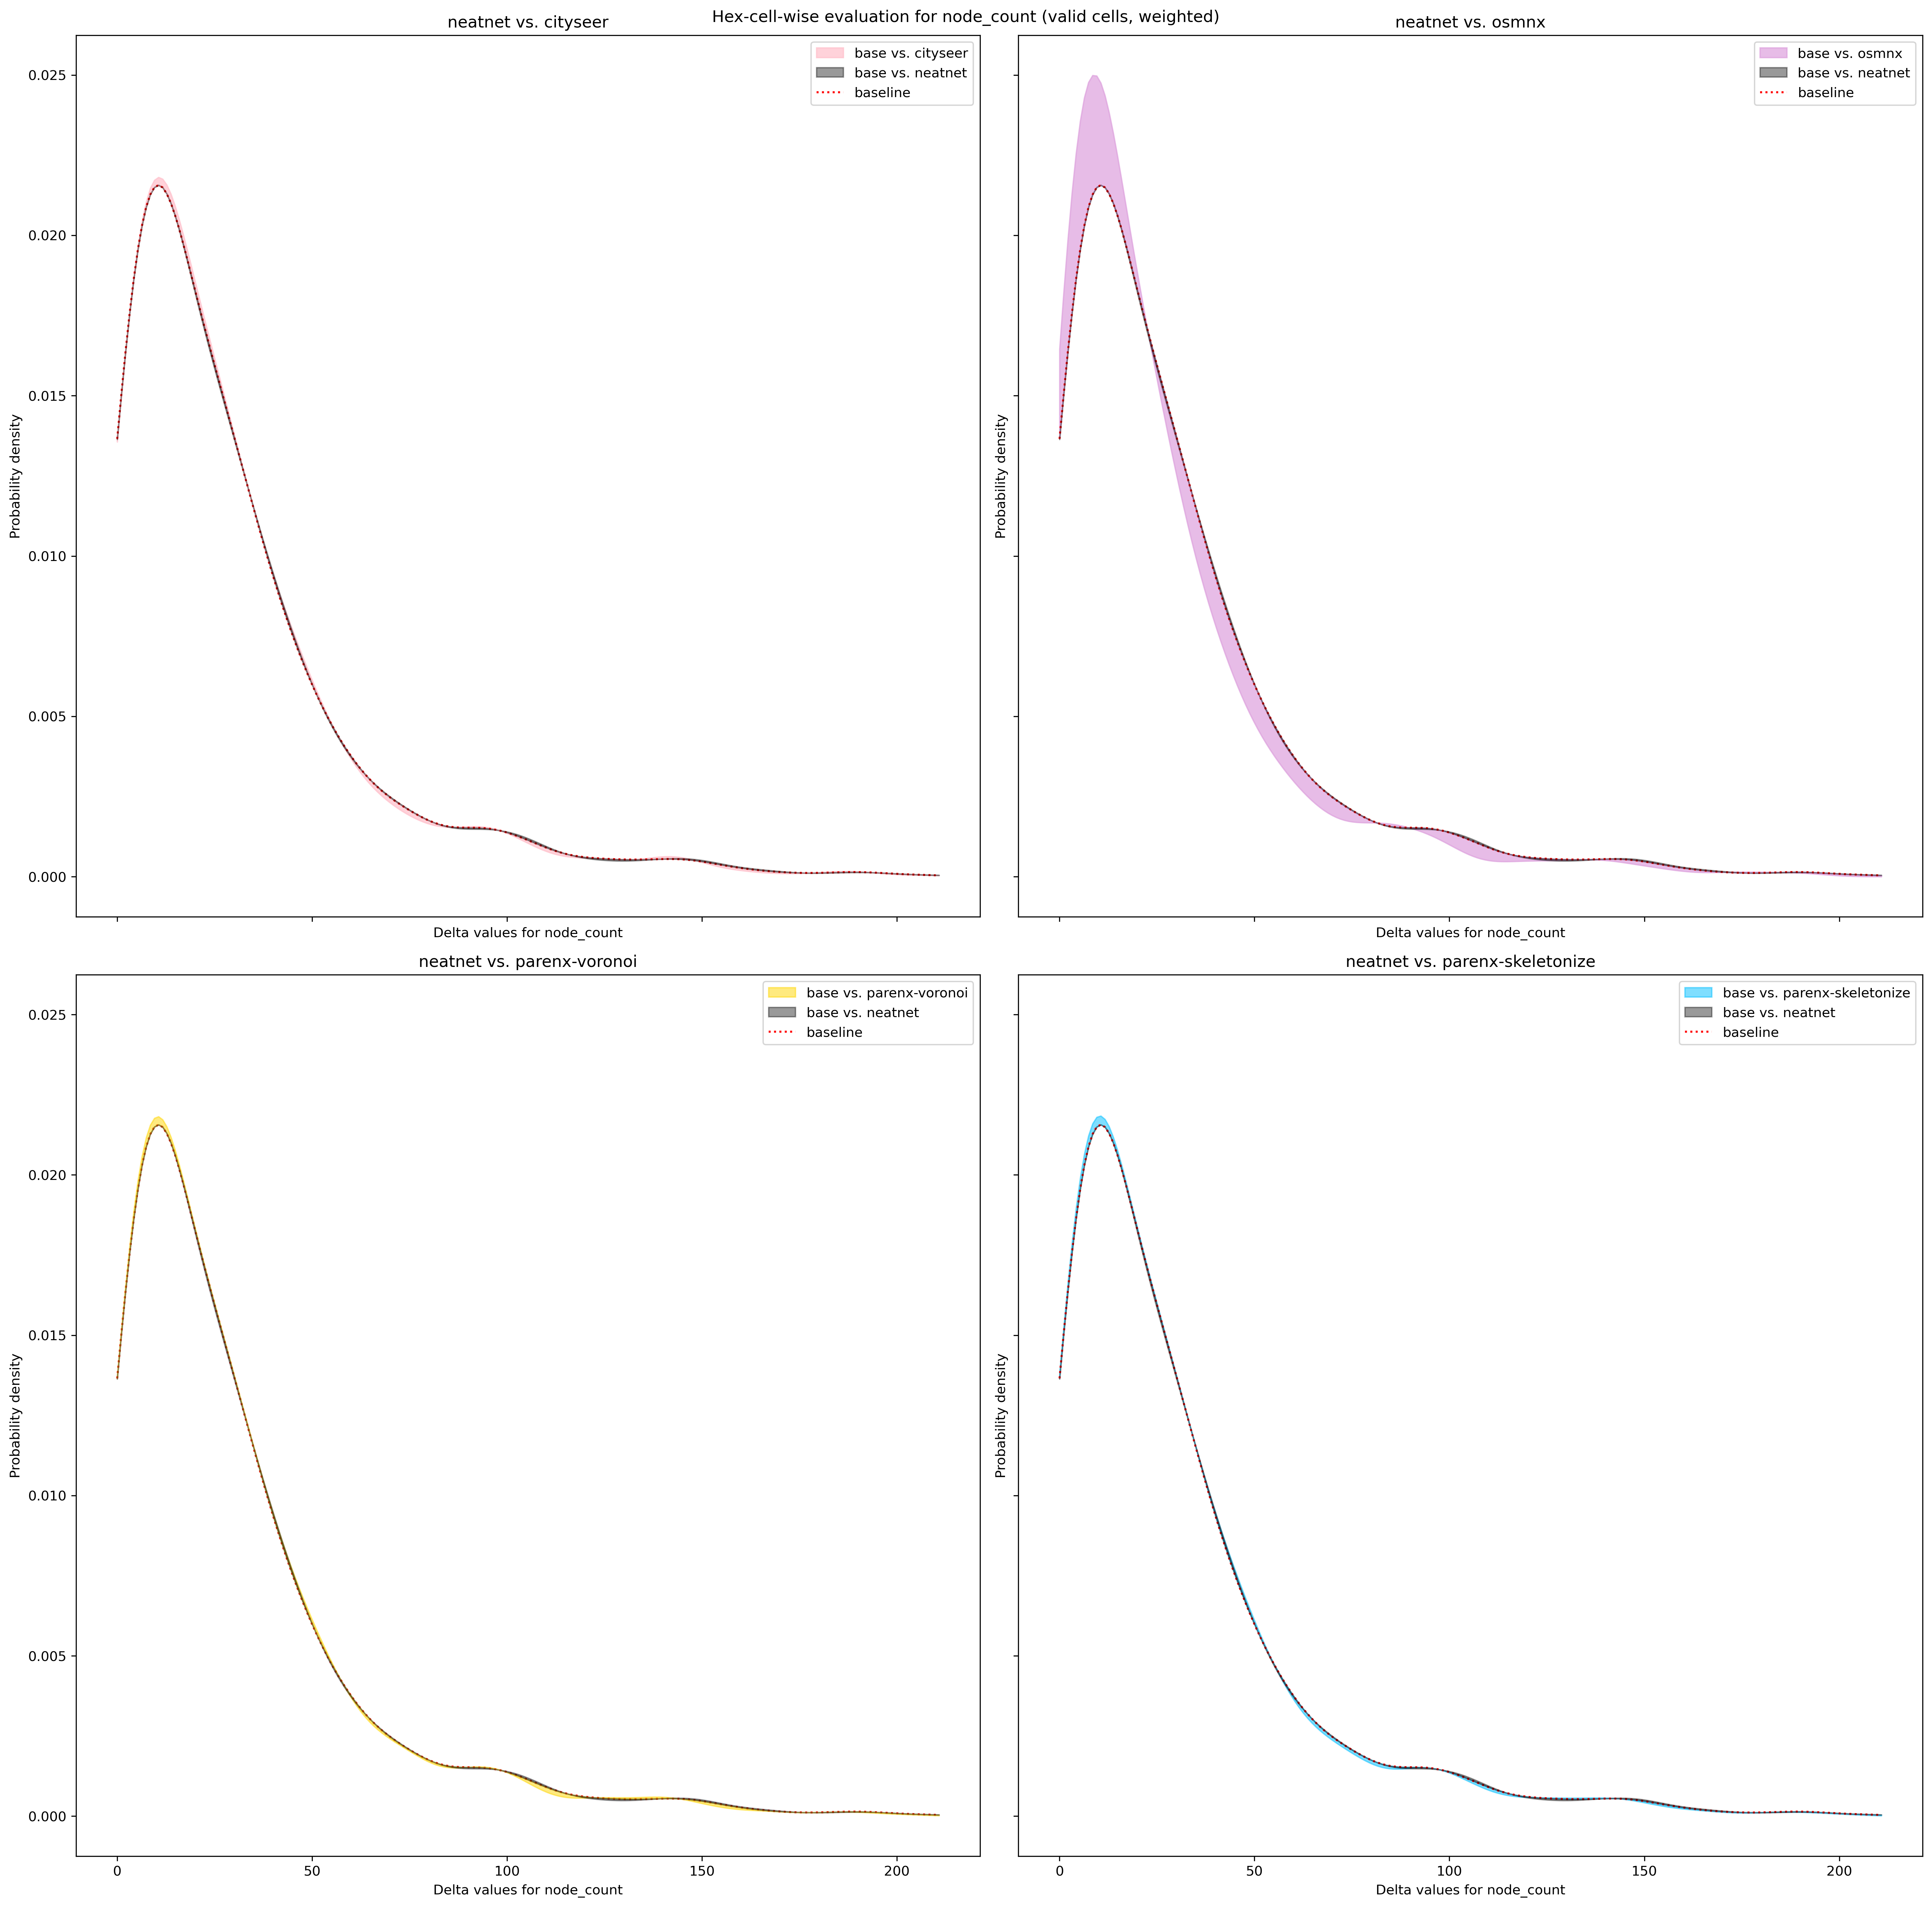 Hex-cell-wise evaluation for node_count (valid cells, weighted)
neatnet vs. cityseer
base vs. cityseer
base vs. neatnet
baseline
0.025
0.020
0.015
0.010
0.005
0.000
Probability density
Delta values for node_count
neatnet vs. osmnx
base vs. osmnx
base vs. neatnet
baseline
Probability density
Delta values for node_count
neatnet vs. parenx-voronoi
base vs. parenx-voronoi
base vs. neatnet
baseline
0.025
0.020
0.015
0.010
0.005
0.000
Probability density
0 50 100 150 200
Delta values for node_count
neatnet vs. parenx-skeletonize
base vs. parenx-skeletonize
base vs. neatnet
baseline
Probability density
0 50 100 150 200
Delta values for node_count